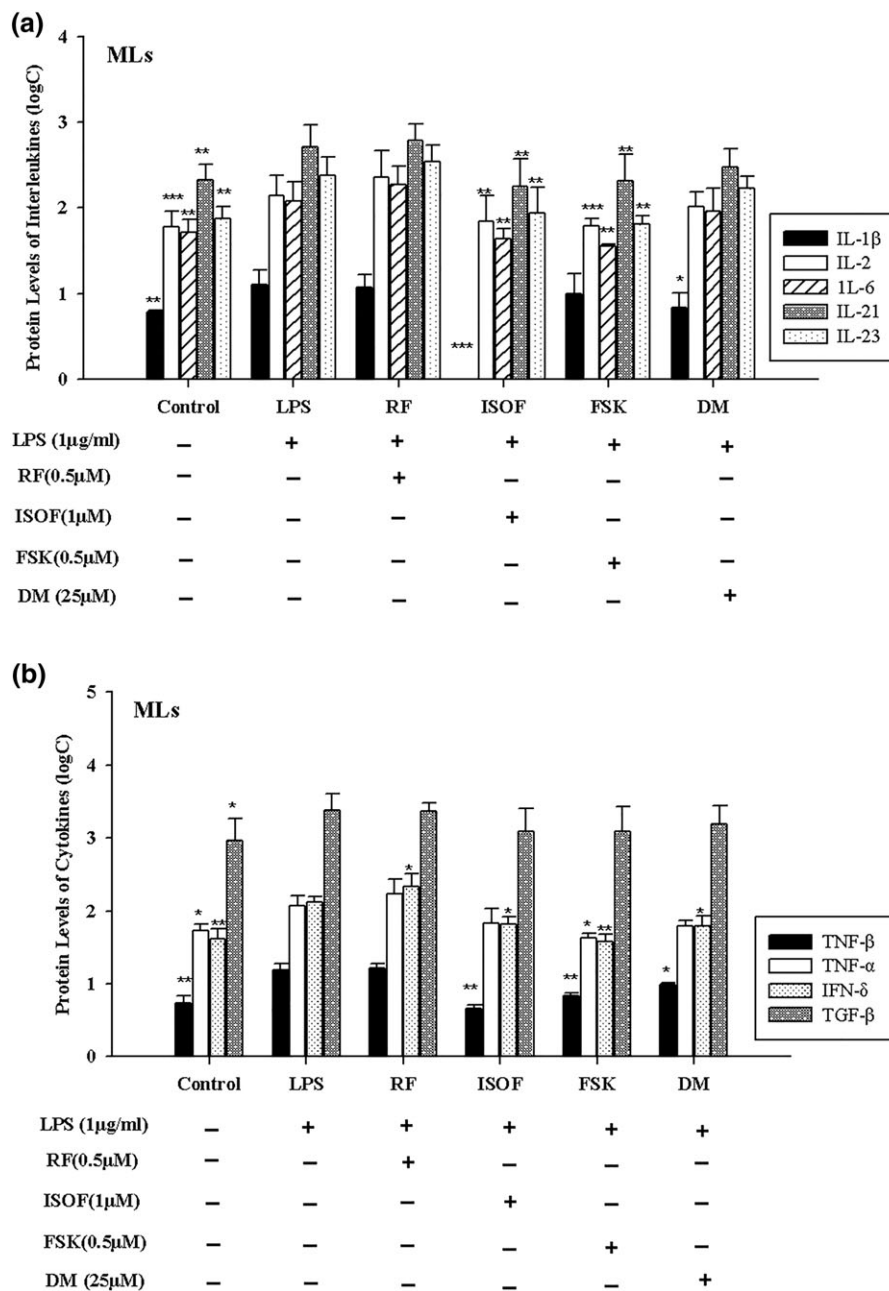 (a)
MLs
Protein Levels of Interleukines (logC)
4
3
2
1
0
** *** ** ** **
*** ** ** ** **
*** ** ** **
*
IL-1β
IL-2
1L-6
IL-21
IL-23
Control LPS RF ISOF FSK DM
LPS (1µg/ml) – + + + + +
RF(0.5µM) – – + – – –
ISOF(1µM) – – – + – –
FSK(0.5µM) – – – – + –
DM (25µM) – – – – – +
(b)
MLs
Protein Levels of Cytokines (logC)
5
4
3
2
1
0
** * ** *
*
** *
** * **
* *
TNF-β
TNF-α
IFN-δ
TGF-β
Control LPS RF ISOF FSK DM
LPS (1µg/ml) – + + + + +
RF(0.5µM) – – + – – –
ISOF(1µM) – – – + – –
FSK(0.5µM) – – – – + –
DM (25µM) – – – – – +